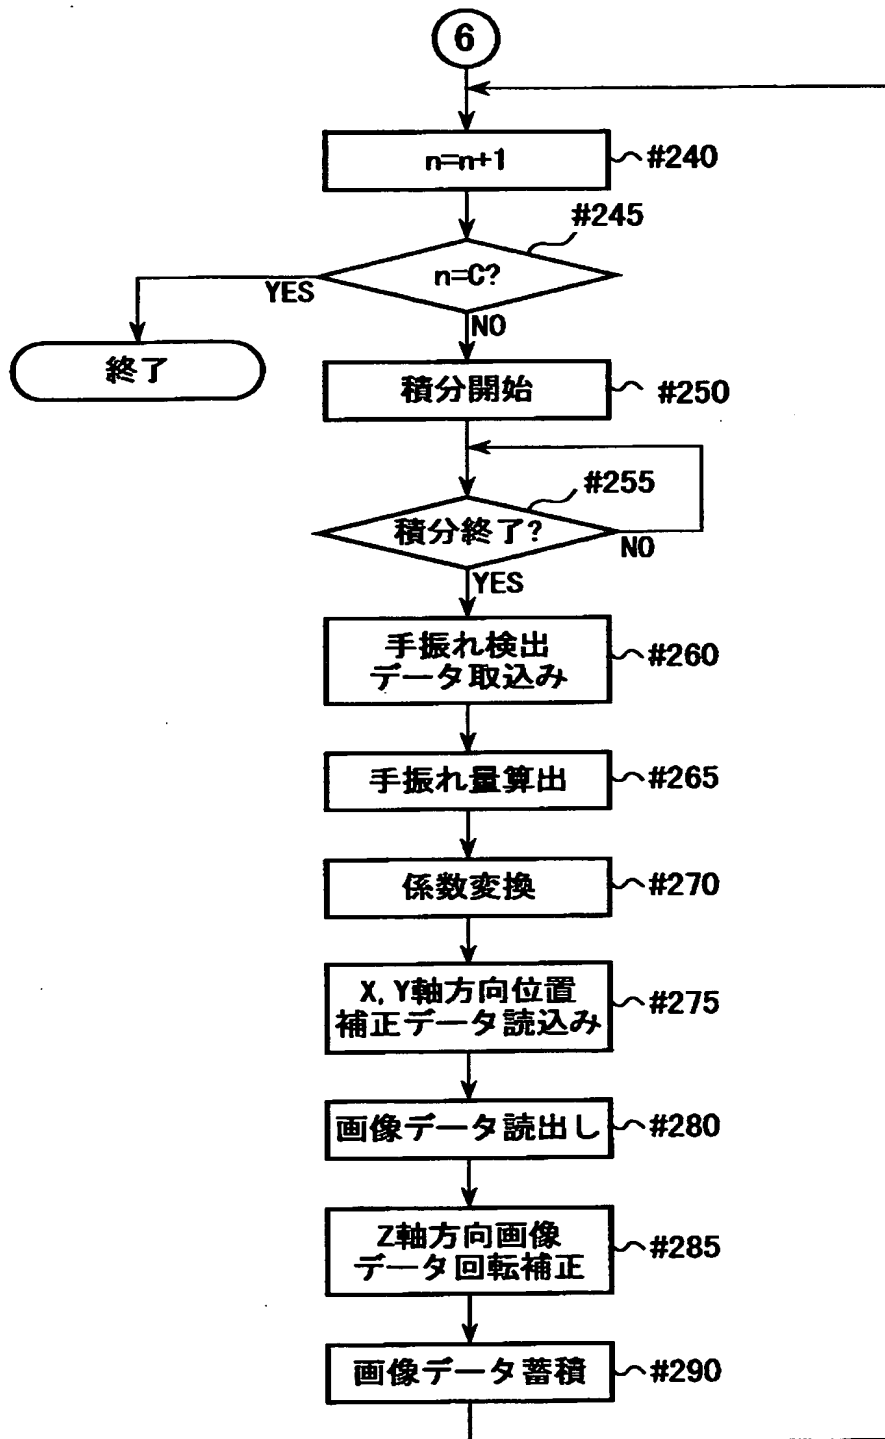 6
n=n+1
#240
#245
n=C?
YES
NO
終了
積分開始
#250
#255
積分終了?
NO
YES
手振れ検出
データ取込み
#260
手振れ量算出
#265
係数変換
#270
X, Y軸方向位置
補正データ読込み
#275
画像データ読出し
#280
Z軸方向画像
データ回転補正
#285
画像データ蓄積
#290